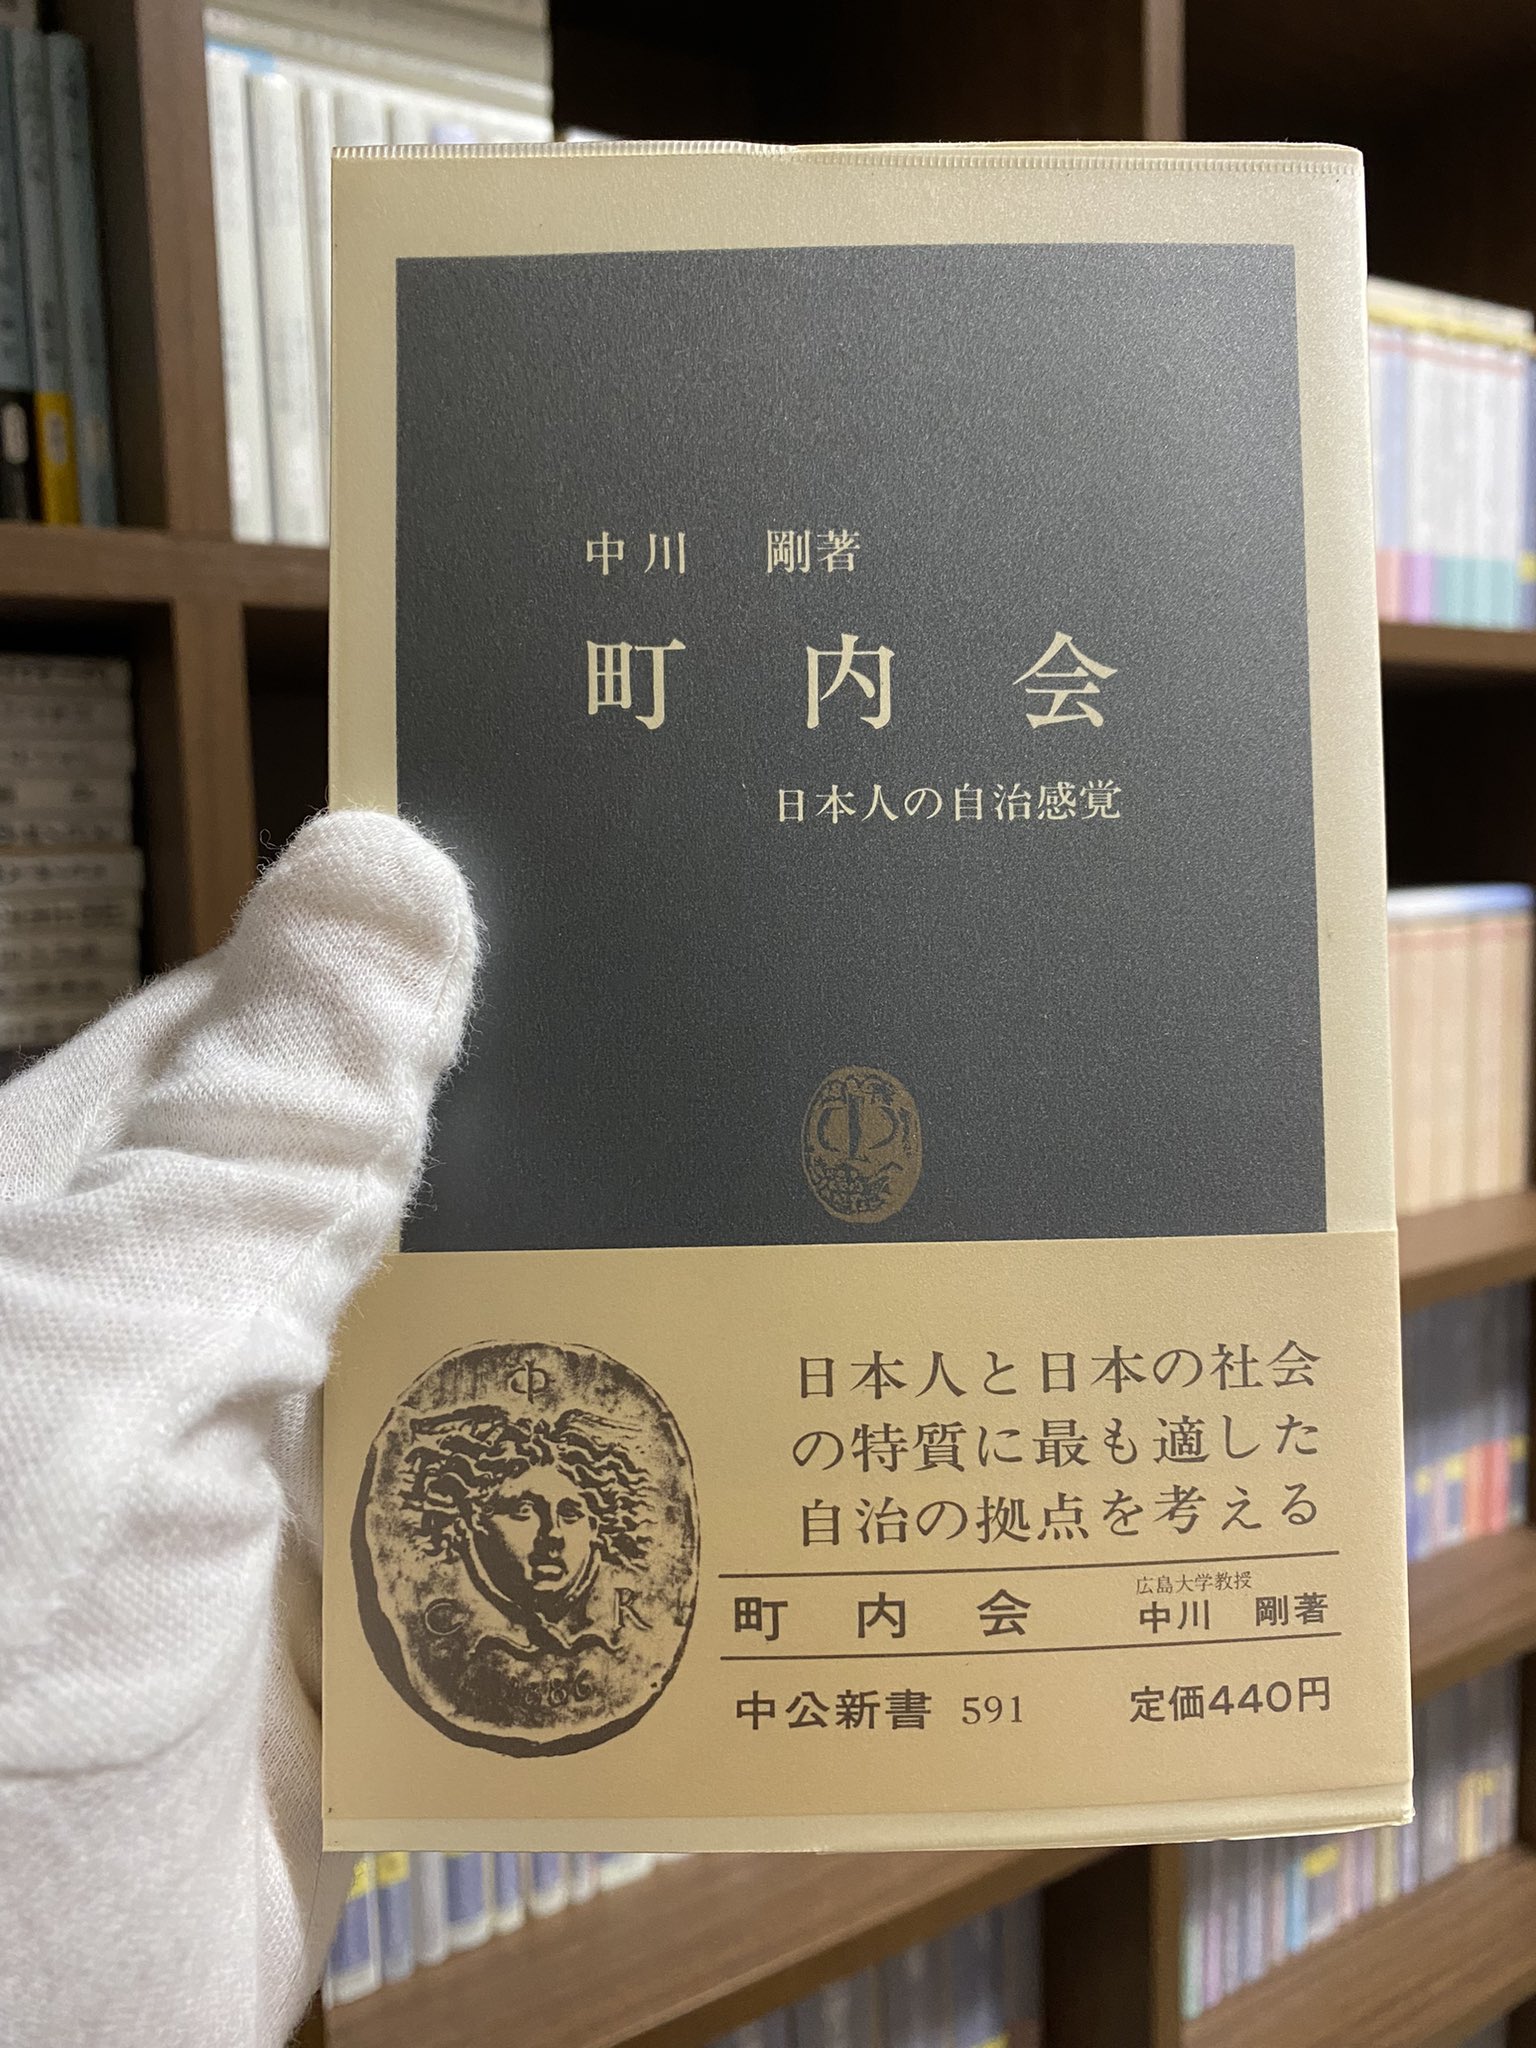 中川 剛著
町内会
日本人の自治感覚
日本人と日本の社会
の特質に最も適した
自治の拠点を考える
町内会
広島大学教授
中川 剛著
中公新書 591
定価440円
C R
1886